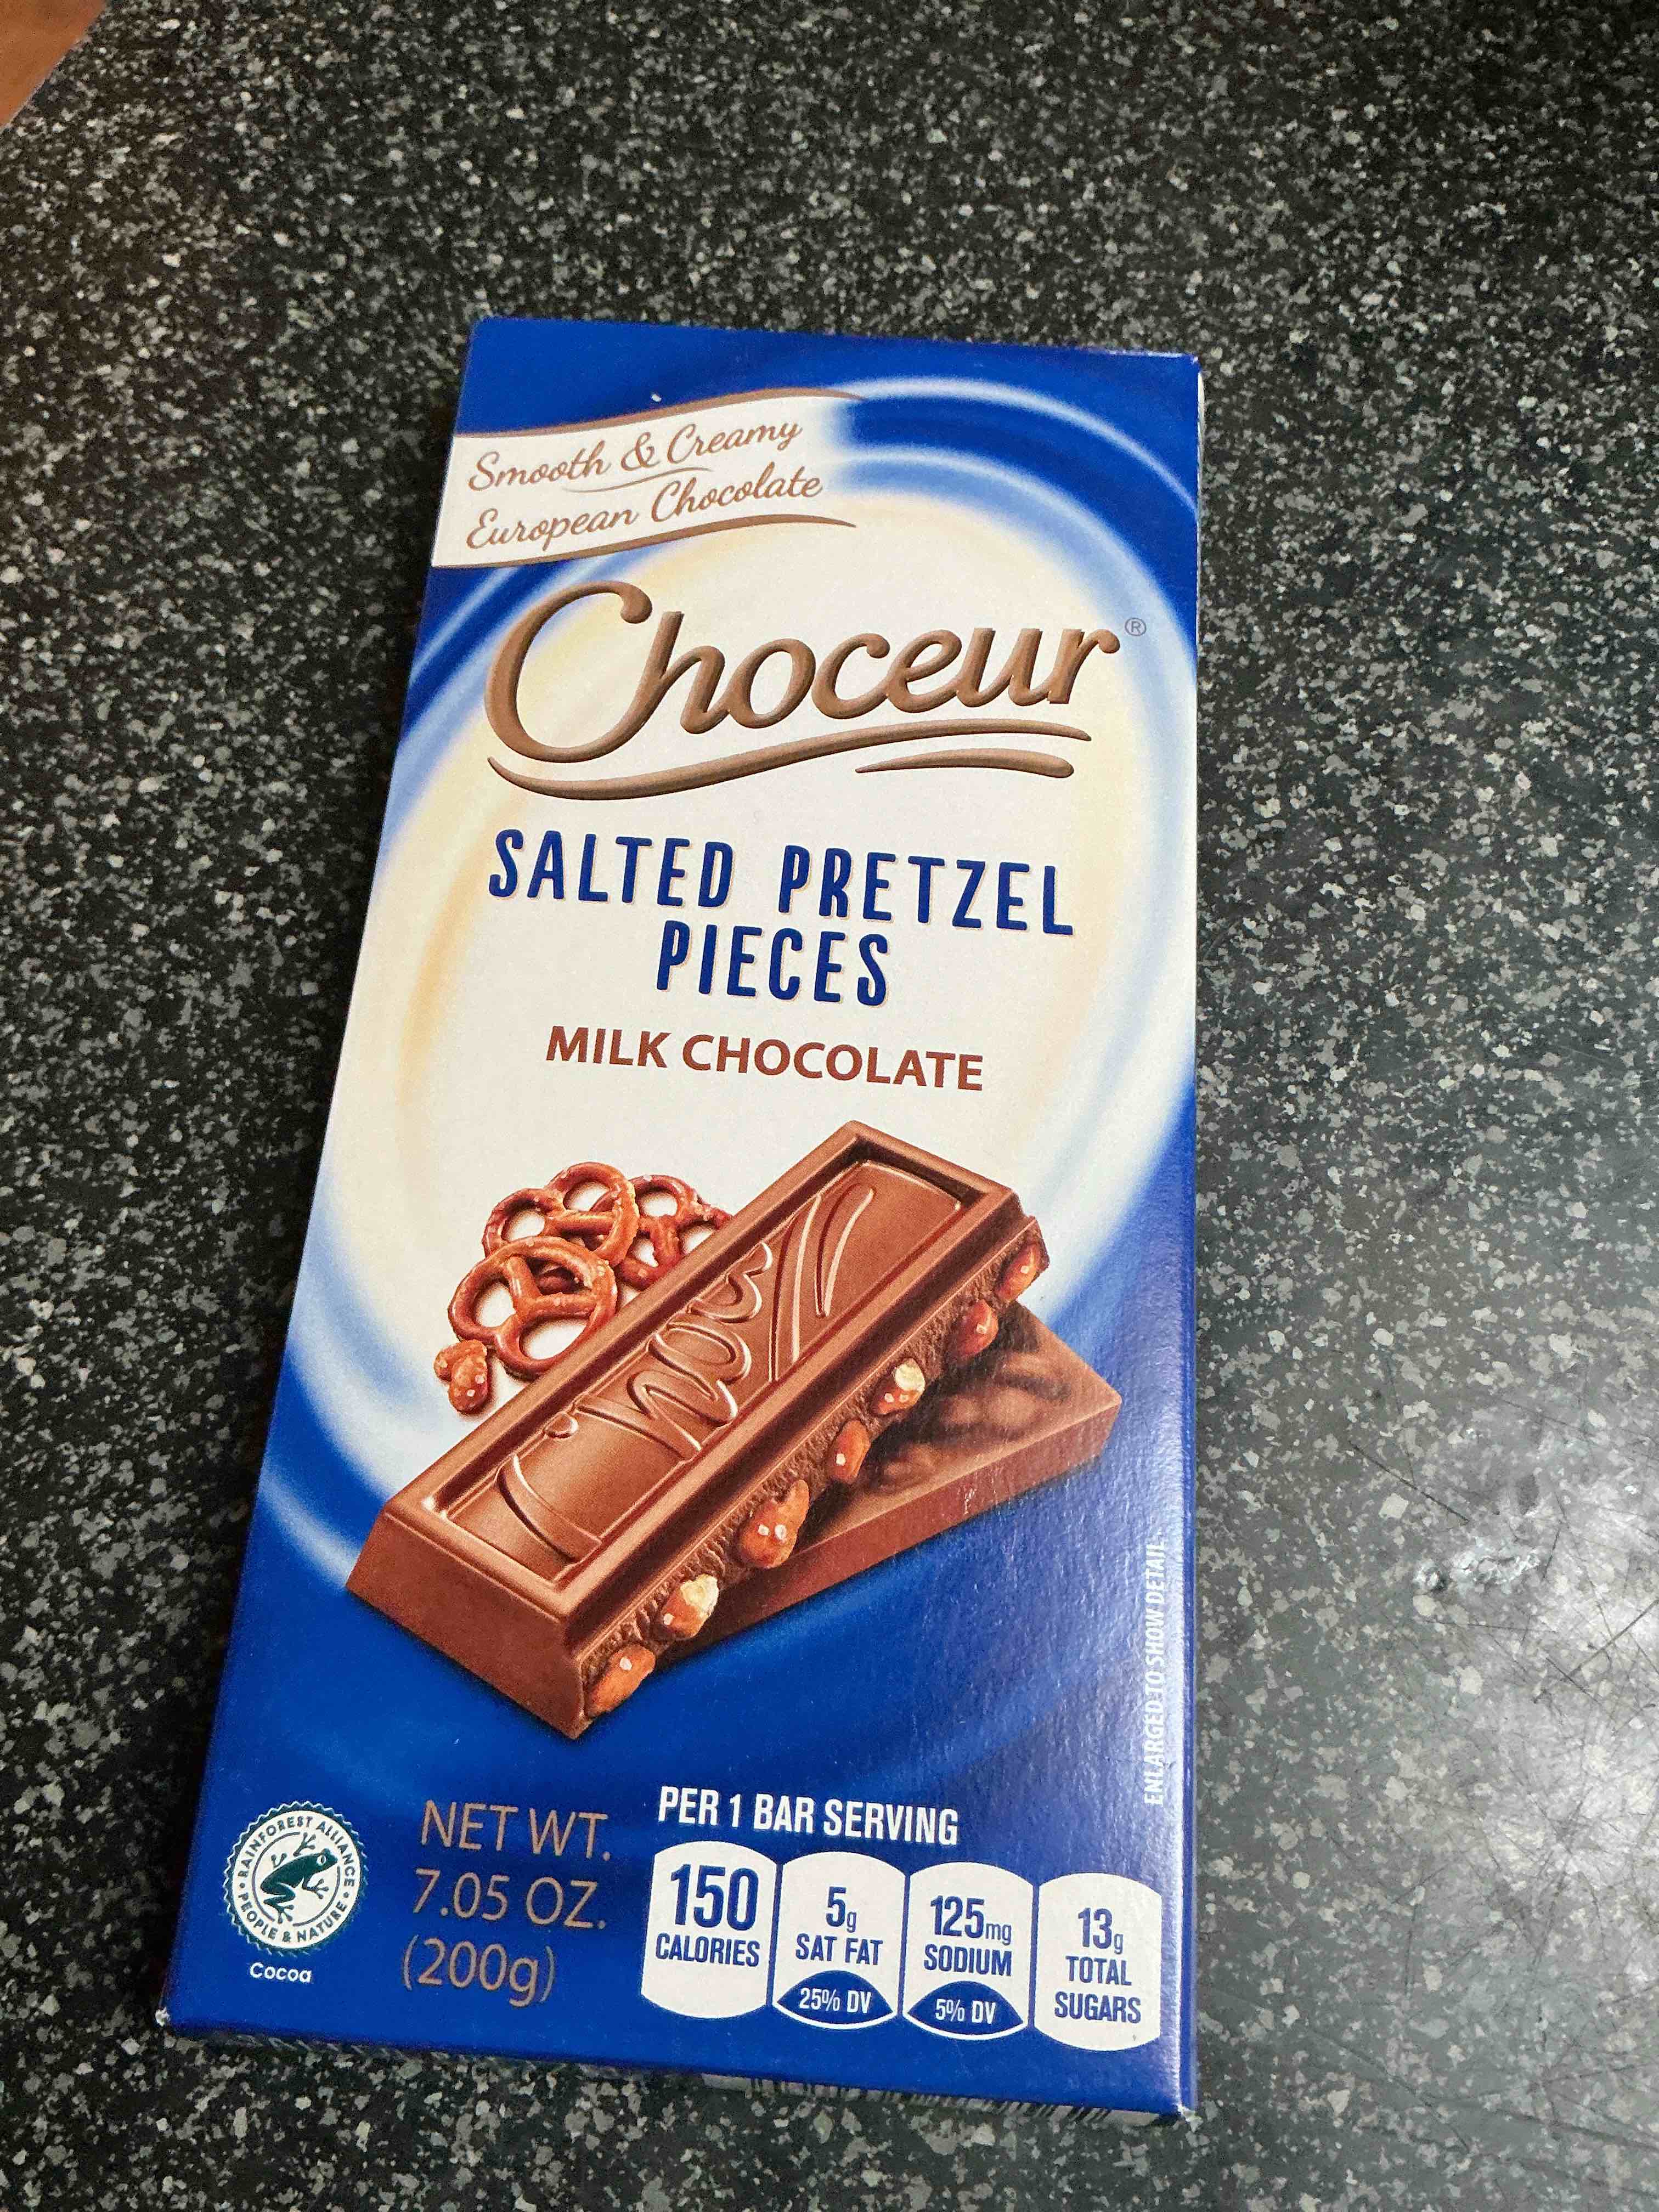 Smooth & Creamy
European Chocolate
Choceur®
SALTED PRETZEL
PIECES
MILK CHOCOLATE
Choceur
ENLARGED TO SHOW DETAIL
RAINFOREST ALLIANCE
PEOPLE & NATURE
Cocoa
NET WT.
7.05 OZ.
(200g)
PER 1 BAR SERVING
150
CALORIES
5g
SAT FAT
25% DV
125mg
SODIUM
5% DV
13g
TOTAL
SUGARS